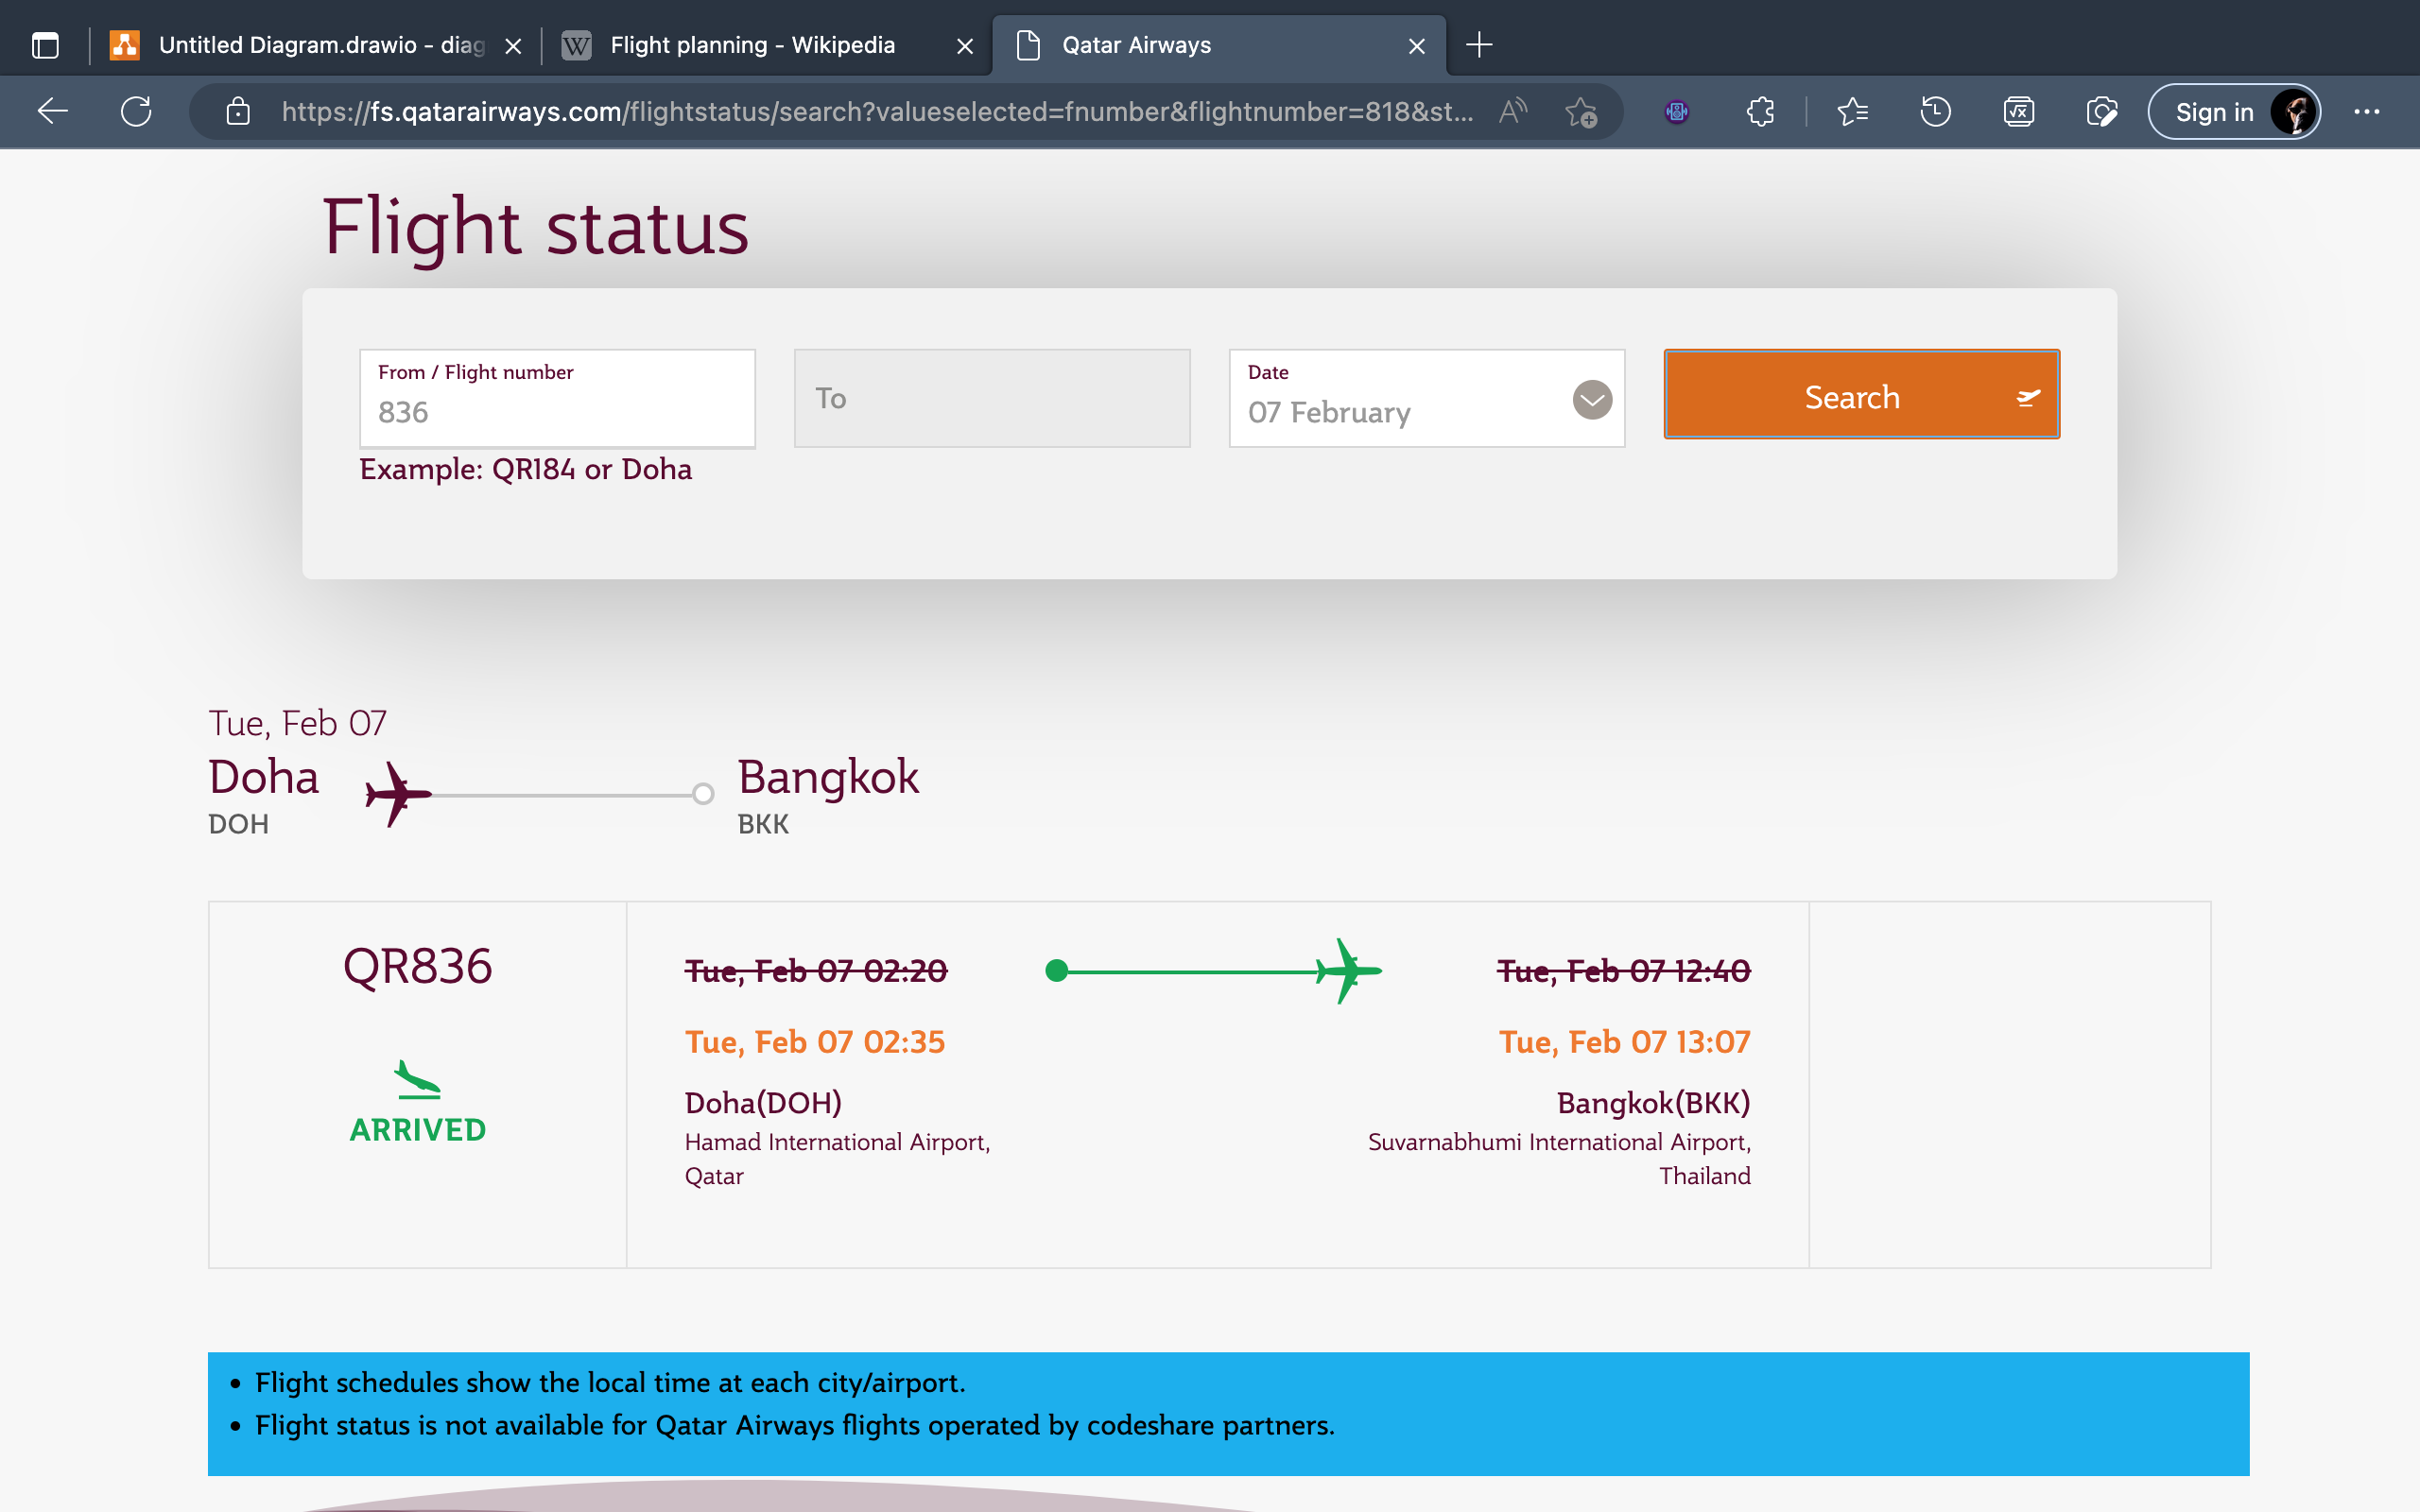 Untitled Diagram.drawio - diag
Flight planning - Wikipedia
Qatar Airways
https://fs.qatarairways.com/flightstatus/search?valueselected=fnumber&flightnumber=818&st...
Sign in
Flight status
From / Flight number
836
To
Date
07 February
Search
Example: QR184 or Doha
Tue, Feb 07
Doha
Bangkok
DOH
BKK
QR836
ARRIVED
Tue, Feb 07 02:20
Tue, Feb 07 12:40
Tue, Feb 07 02:35
Tue, Feb 07 13:07
Doha(DOH)
Bangkok(BKK)
Hamad International Airport,
Qatar
Suvarnabhumi International Airport,
Thailand
• Flight schedules show the local time at each city/airport.
• Flight status is not available for Qatar Airways flights operated by codeshare partners.